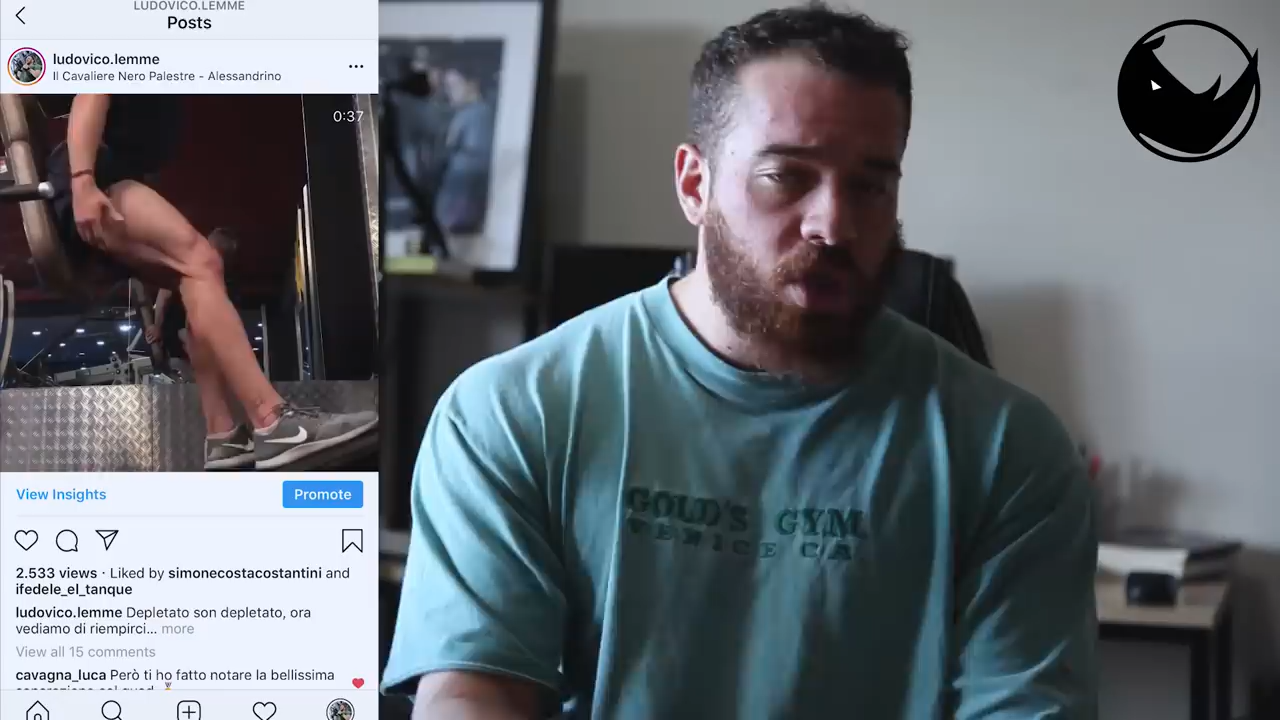 LUDOVICO.LEMME
Posts
ludovico.lemme
Il Cavaliere Nero Palestre - Alessandrino
0:37
View Insights
Promote
2.533 views · Liked by simonecostacostantini and
ifedele_el_tanque
ludovico.lemme Depletato son depletato, ora
vediamo di riempirci... more
View all 15 comments
cavagna_luca Però ti ho fatto notare la bellissima
GOLD'S GYM
VENICE CA